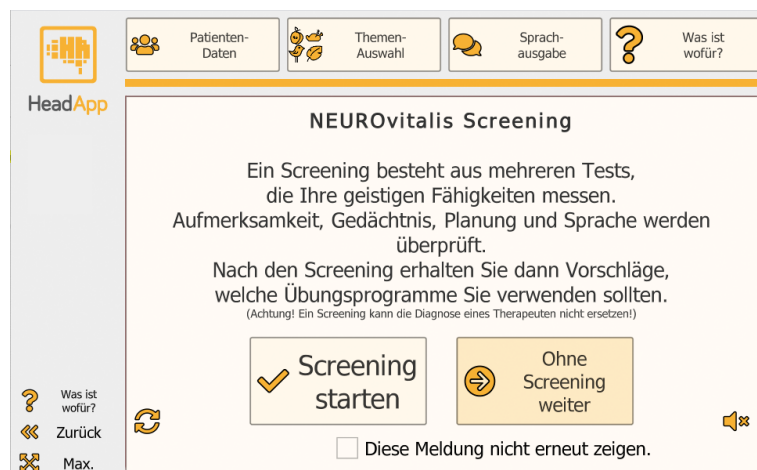 Patienten-
Daten
Themen-
Auswahl
Sprach-
ausgabe
Was ist
wofür?
HeadApp
NEUROvitalis Screening
Ein Screening besteht aus mehreren Tests,
die Ihre geistigen Fähigkeiten messen.
Aufmerksamkeit, Gedächtnis, Planung und Sprache werden
überprüft.
Nach den Screening erhalten Sie dann Vorschläge,
welche Übungsprogramme Sie verwenden sollten.
(Achtung! Ein Screening kann die Diagnose eines Therapeuten nicht ersetzen!)
Screening
starten
Ohne
Screening
weiter
Diese Meldung nicht erneut zeigen.
Was ist
wofür?
Zurück
Max.